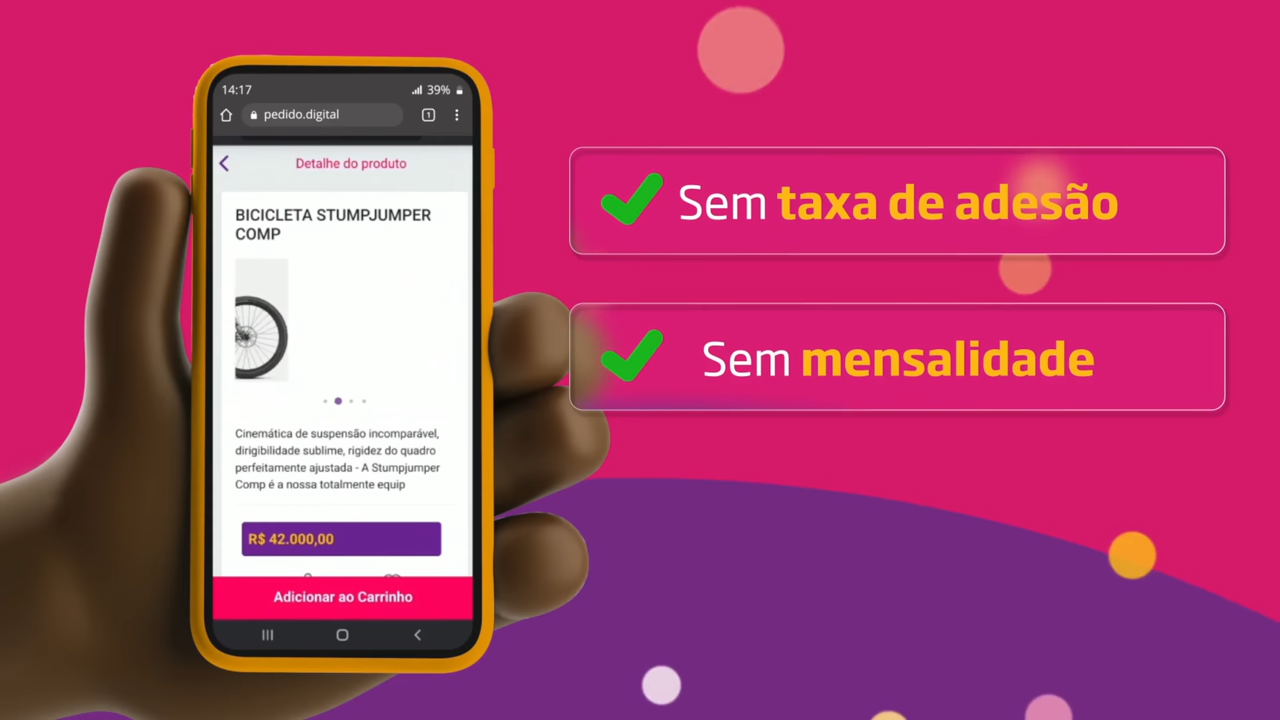 14:17
39%
pedido.digital
1
Detalhe do produto
BICICLETA STUMPJUMPER
COMP
Cinemática de suspensão incomparável,
dirigibilidade sublime, rigidez do quadro
perfeitamente ajustada - A Stumpjumper
Comp é a nossa totalmente equip
R$ 42.000,00
Adicionar ao Carrinho
Sem taxa de adesão
Sem mensalidade